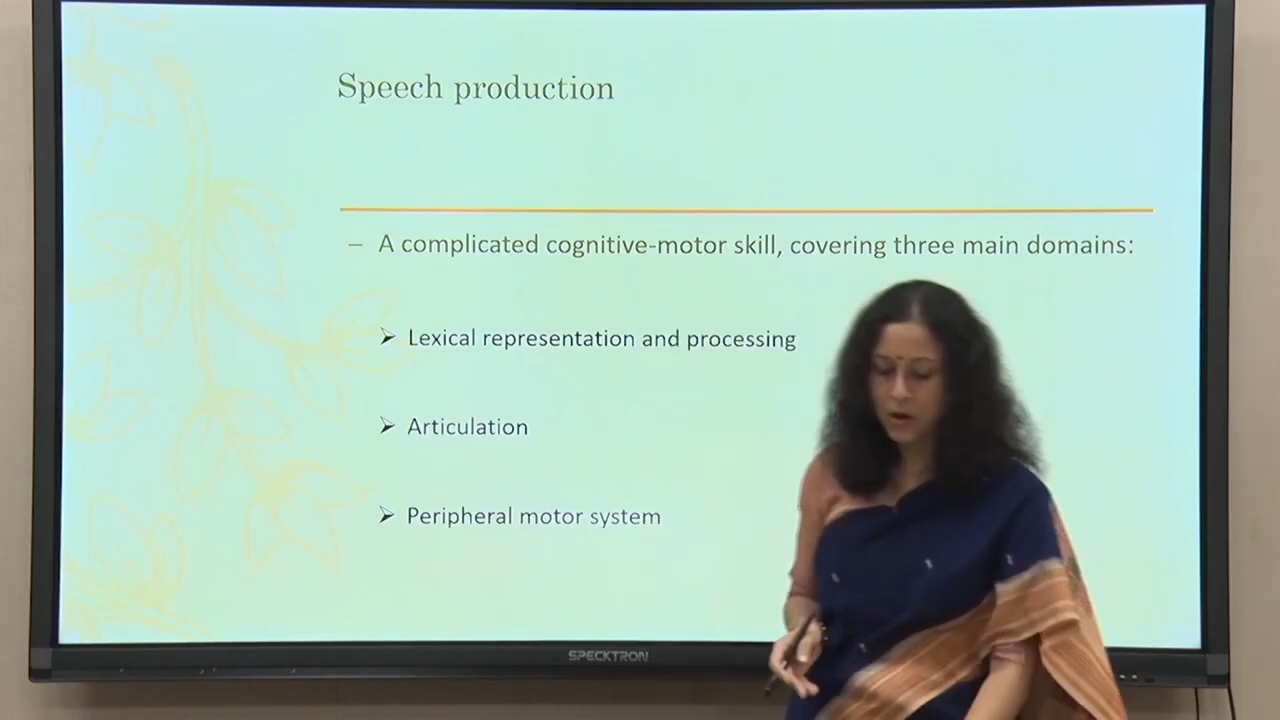 Speech production
– A complicated cognitive-motor skill, covering three main domains:
➢ Lexical representation and processing
➢ Articulation
➢ Peripheral motor system
SPECKTRON